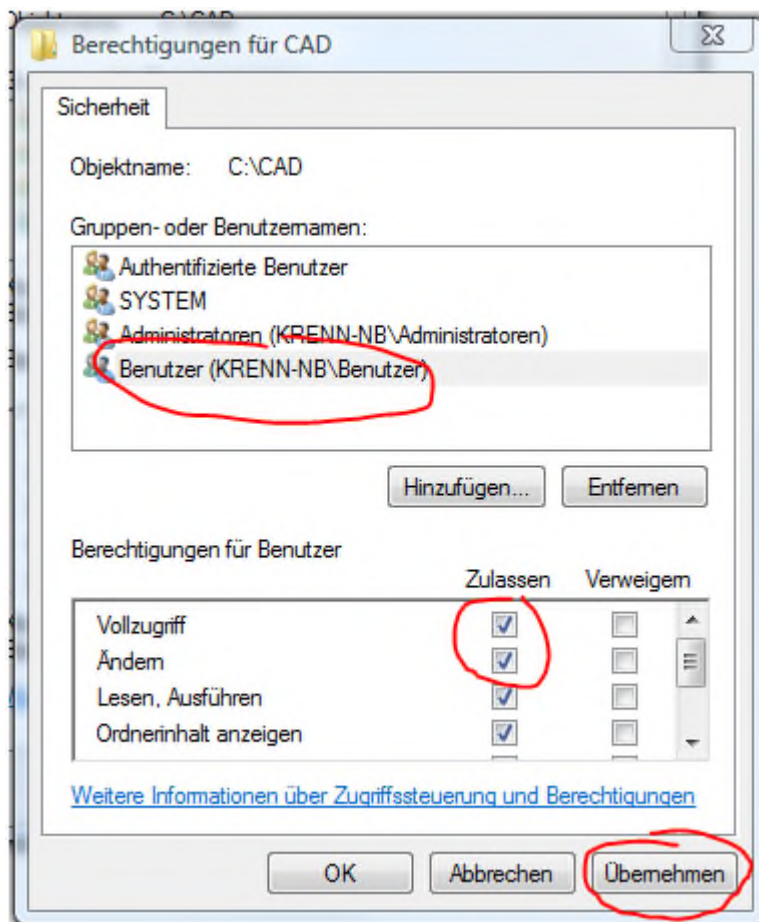 Berechtigungen für CAD
Sicherheit
Objektname: C:\CAD
Gruppen- oder Benutzernamen:
Authentifizierte Benutzer
SYSTEM
Administratoren (KRENN-NB\Administratoren)
Benutzer (KRENN-NB\Benutzer)
Hinzufügen... Entfernen
Berechtigungen für Benutzer
Zulassen Verweigern
Vollzugriff
Ändern
Lesen, Ausführen
Ordnerinhalt anzeigen
Weitere Informationen über Zugriffssteuerung und Berechtigungen
OK Abbrechen Übernehmen